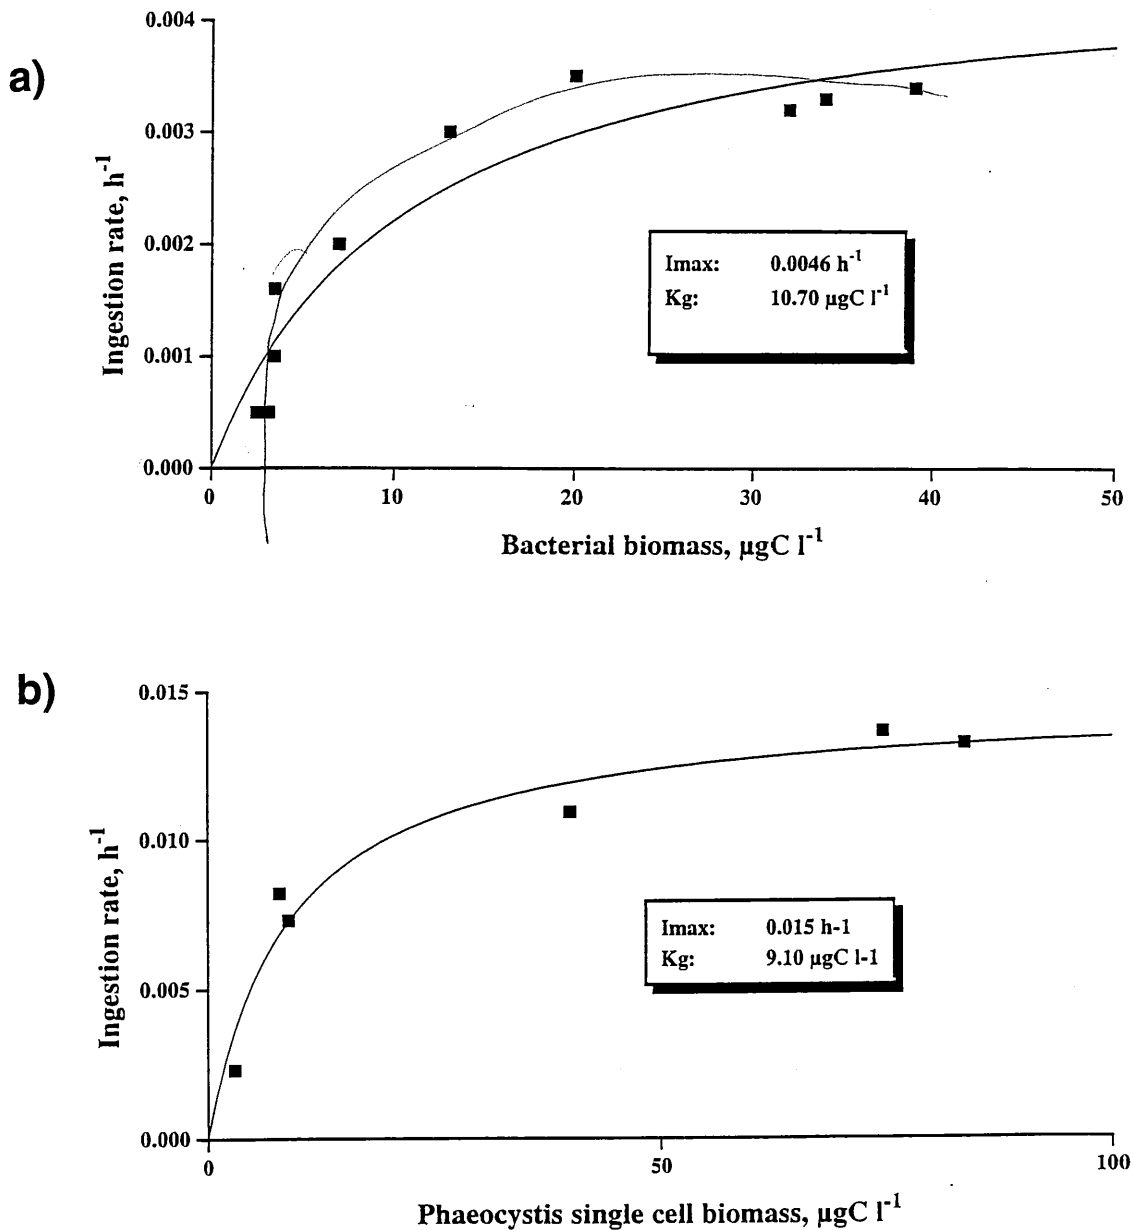 a)
0.004
0.003
0.002
0.001
0.000
Ingestion rate, h⁻¹
Imax: 0.0046 h⁻¹
Kg: 10.70 µgC l⁻¹
0 10 20 30 40 50
Bacterial biomass, µgC l⁻¹
b)
0.015
0.010
0.005
0.000
Ingestion rate, h⁻¹
Imax: 0.015 h-1
Kg: 9.10 µgC l-1
0 50 100
Phaeocystis single cell biomass, µgC l⁻¹